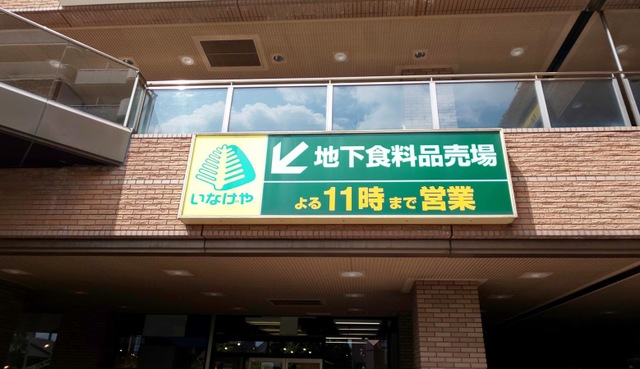 いなげや
地下食料品売場
よる11時まで営業